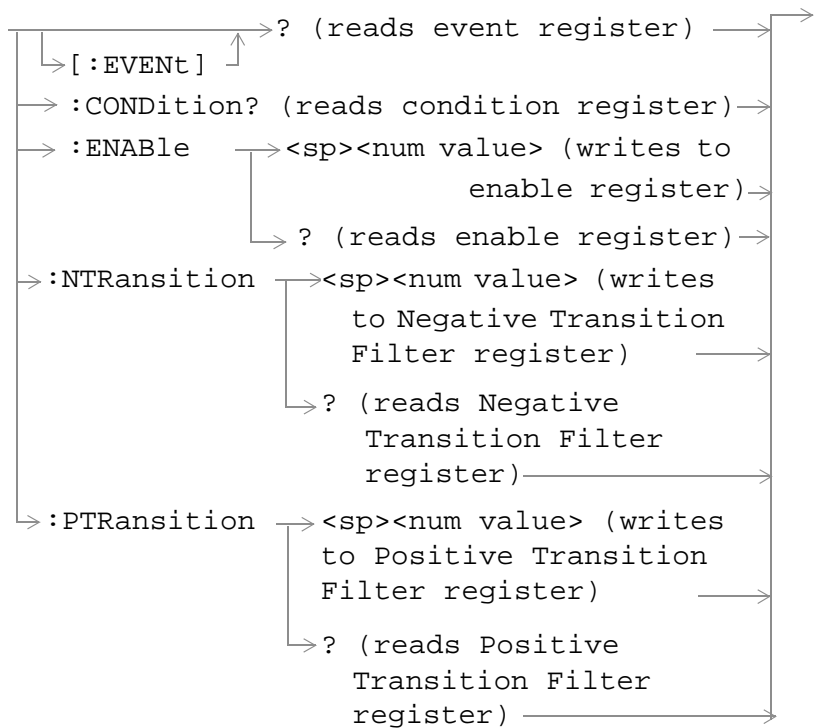 ? (reads event register)
[:EVENt]
:CONDition? (reads condition register)
:ENABle <sp><num value> (writes to
enable register)
? (reads enable register)
:NTRansition <sp><num value> (writes
to Negative Transition
Filter register)
? (reads Negative
Transition Filter
register)
:PTRansition <sp><num value> (writes
to Positive Transition
Filter register)
? (reads Positive
Transition Filter
register)